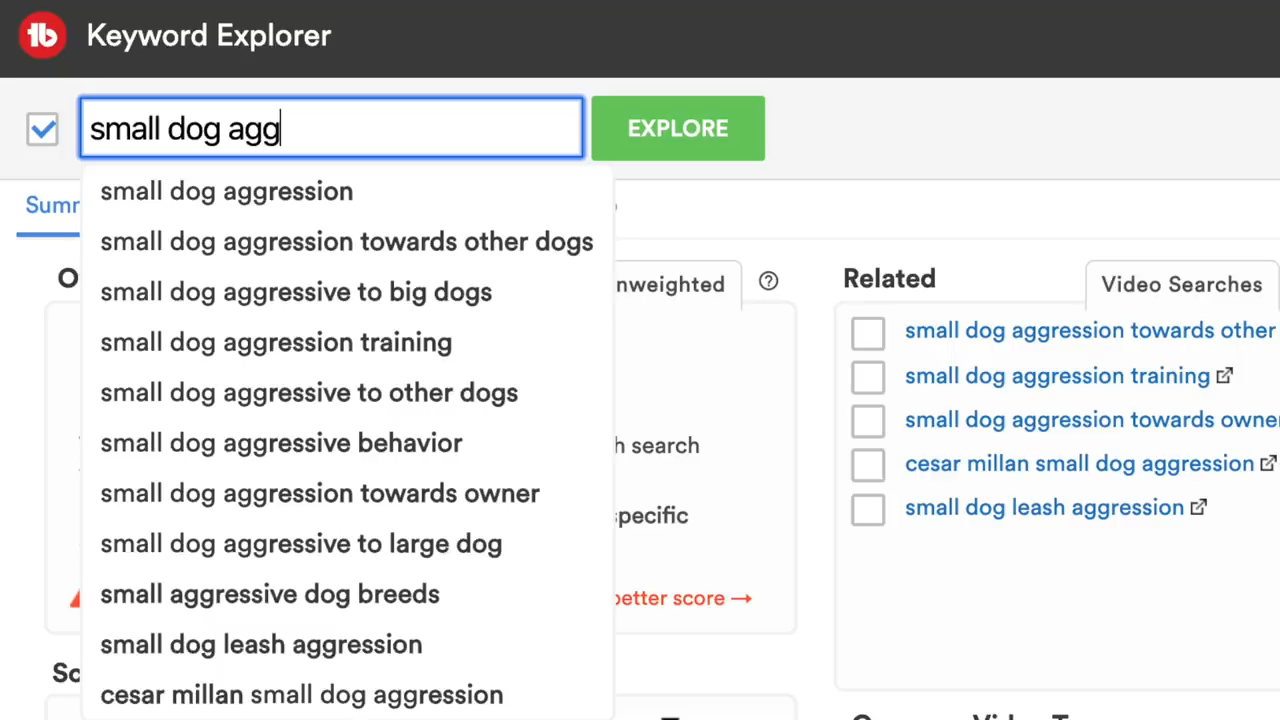 tb Keyword Explorer
small dog agg
EXPLORE
small dog aggression
small dog aggression towards other dogs
small dog aggressive to big dogs
small dog aggression training
small dog aggressive to other dogs
small dog aggressive behavior
small dog aggression towards owner
small dog aggressive to large dog
small aggressive dog breeds
small dog leash aggression
cesar millan small dog aggression
Summ
O
nweighted
?
h search
specific
better score →
Sc
Related
Video Searches
small dog aggression towards other
small dog aggression training
small dog aggression towards owne
cesar millan small dog aggression
small dog leash aggression